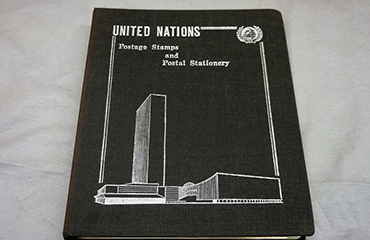 UNITED NATIONS
Postage Stamps
and
Postal Stationery